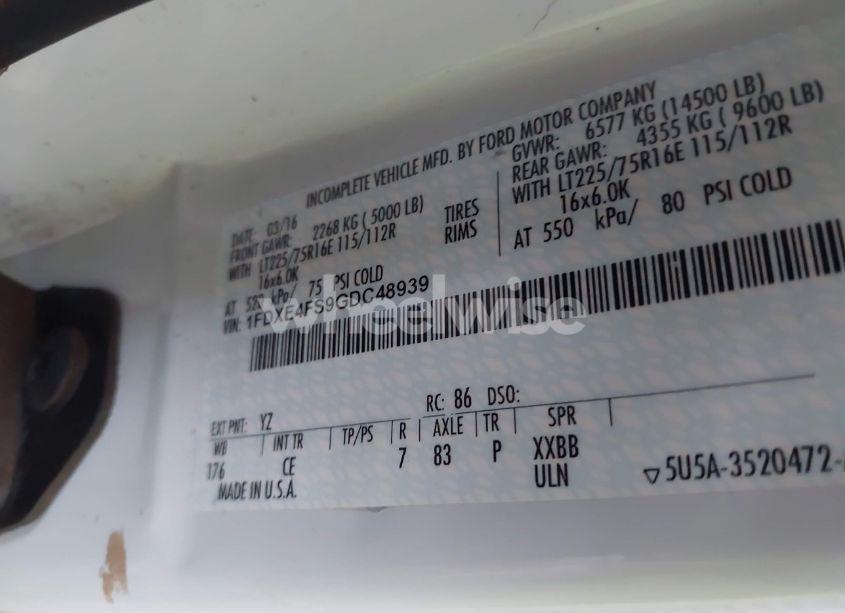 INCOMPLETE VEHICLE MFD. BY FORD MOTOR COMPANY
DATE: 03/16
GVWR: 6577 KG (14500 LB)
FRONT GAWR: 2268 KG ( 5000 LB)
REAR GAWR: 4355 KG ( 9600 LB)
WITH LT225/75R16E 115/112R
TIRES
WITH LT225/75R16E 115/112R
16x6.0K
RIMS
16x6.0K
AT 520 kPa/ 75 PSI COLD
AT 550 kPa/ 80 PSI COLD
VIN: 1FDXE4FS9GDC48939
wheelwise
EXT PNT: YZ
RC: 86 DSO:
WB INT TR TP/PS R AXLE TR SPR
176 CE 7 83 P XXBB
ULN
MADE IN U.S.A.
▽5U5A-3520472-